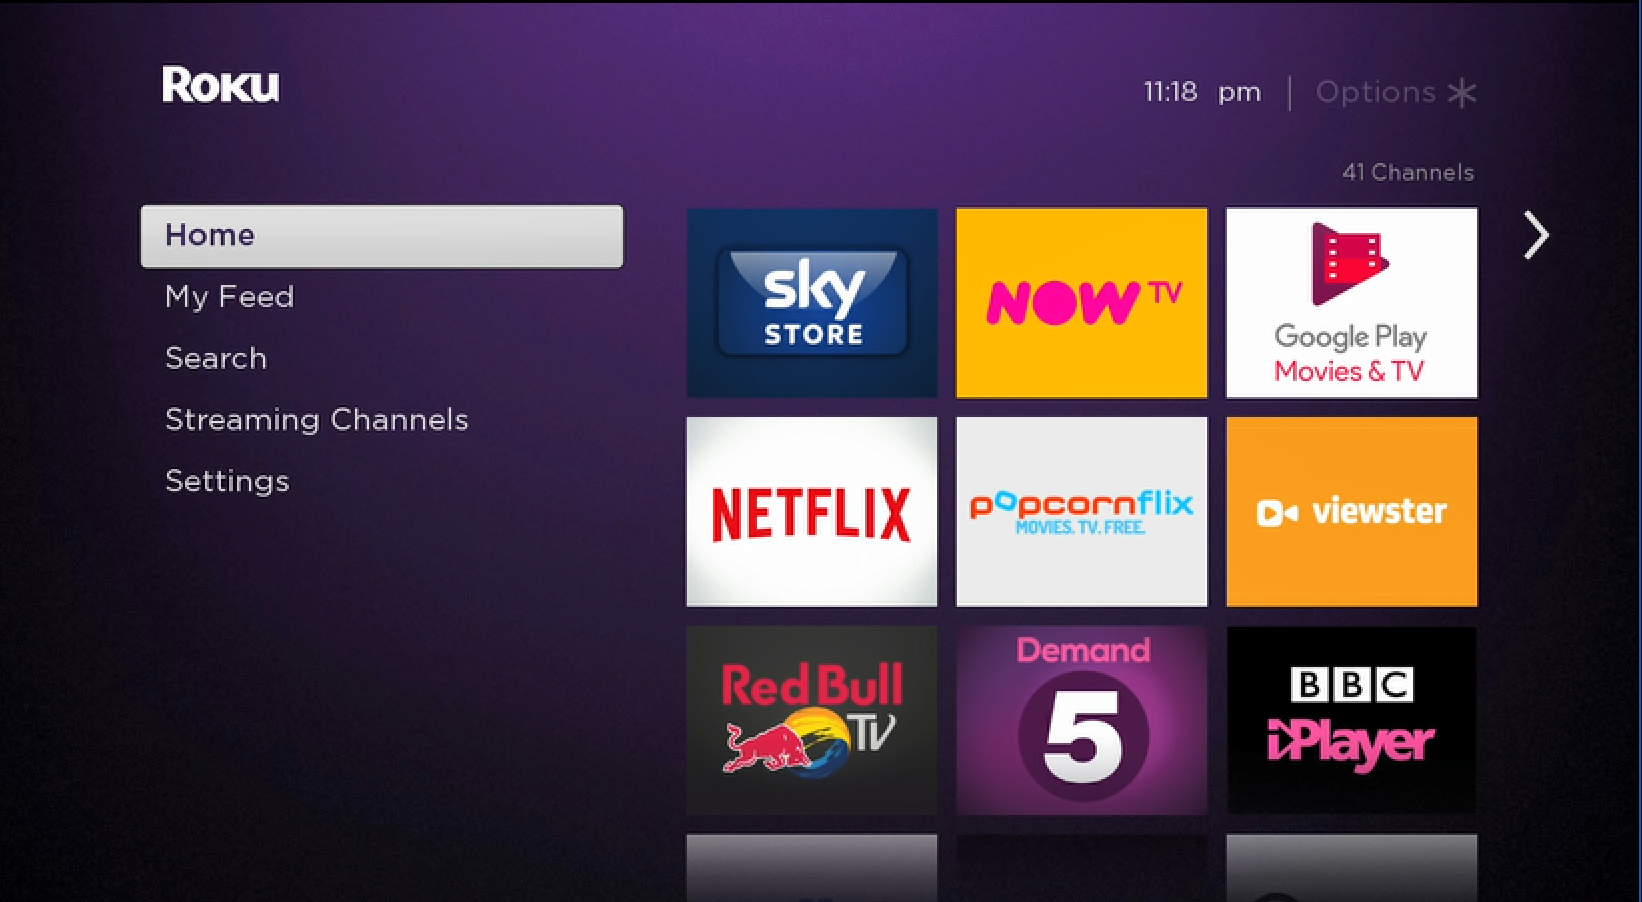 Roku
11:18 pm | Options *
41 Channels
Home
My Feed
Search
Streaming Channels
Settings
sky
STORE
NOW TV
Google Play
Movies & TV
NETFLIX
popcornflix
MOVIES. TV. FREE.
viewster
Red Bull
TV
Demand
5
BBC
iPlayer